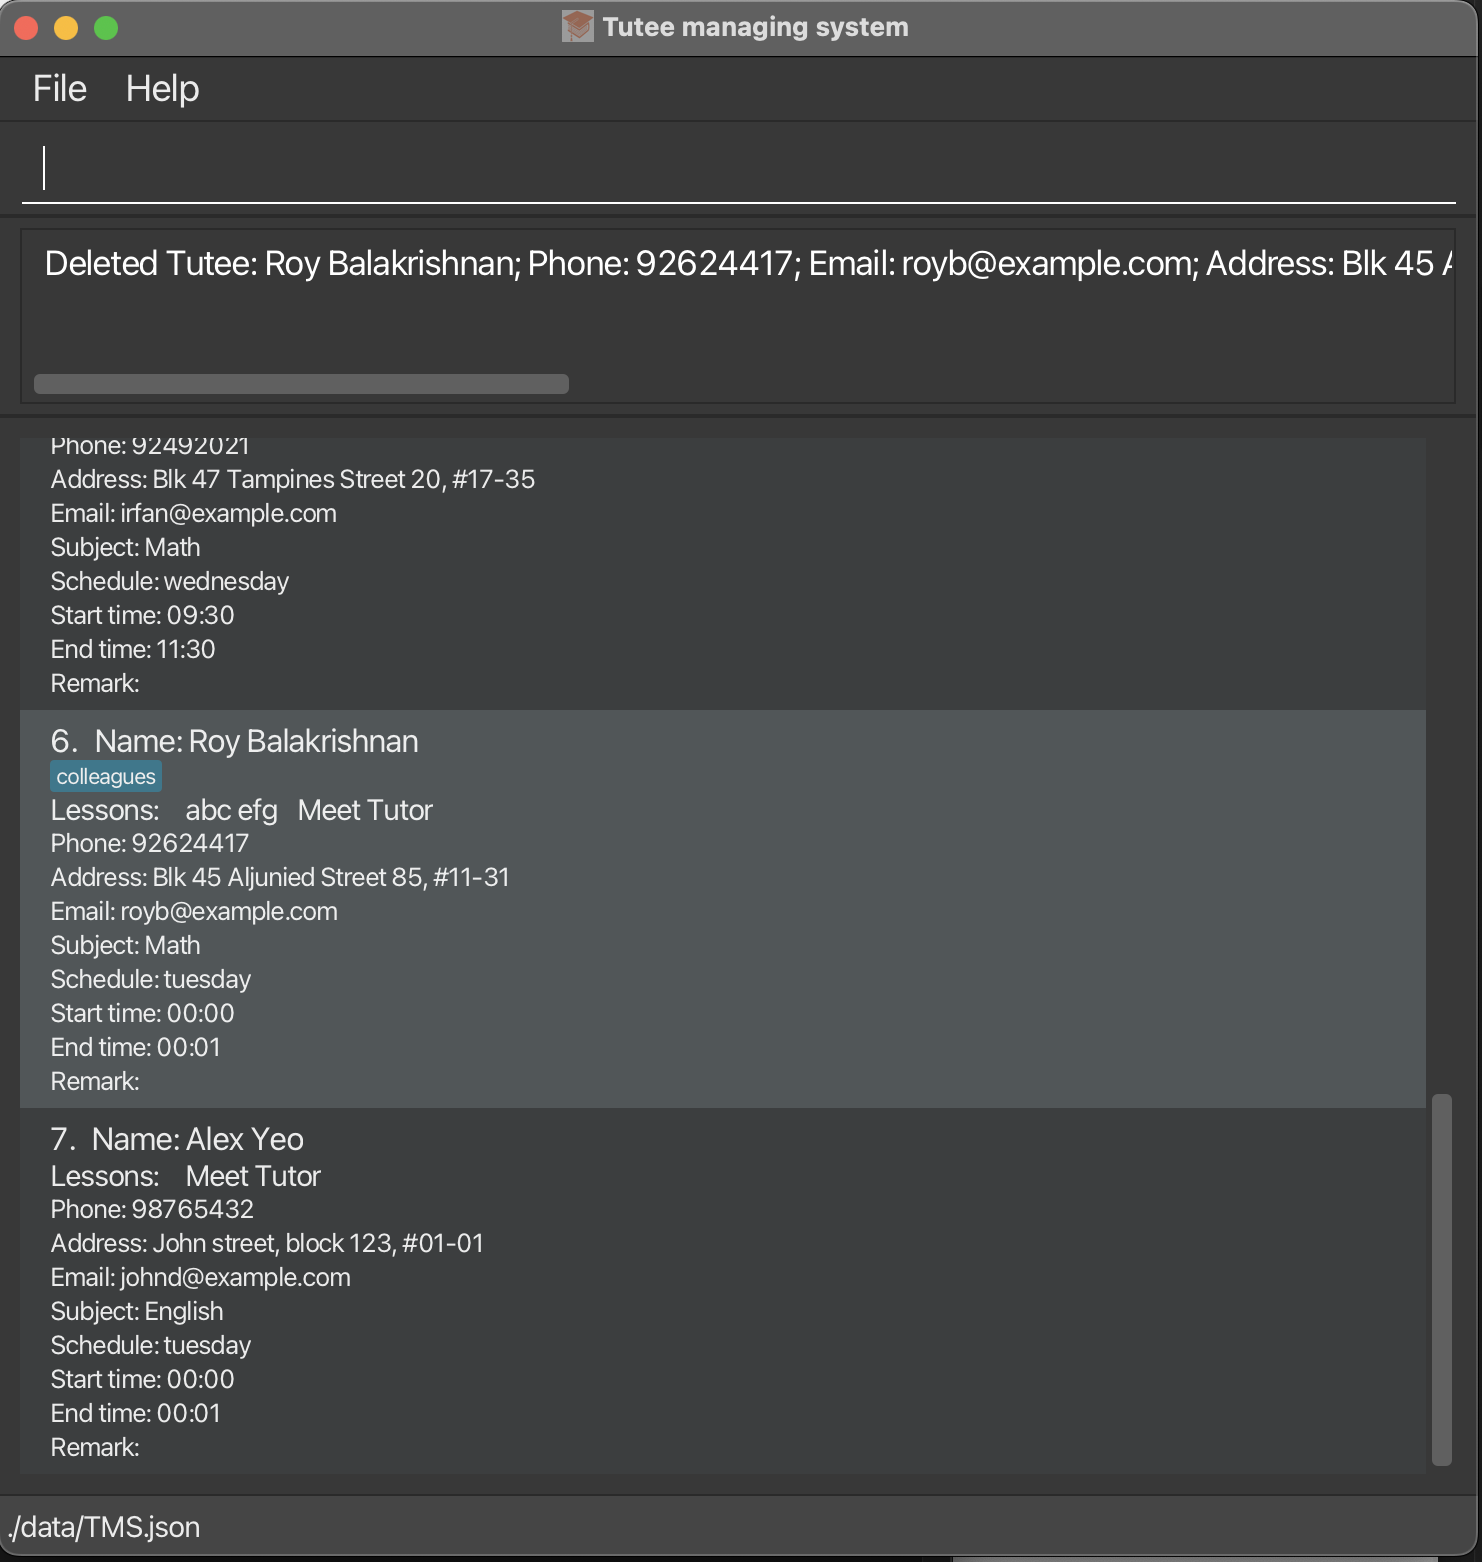 Tutee managing system
File Help
Deleted Tutee: Roy Balakrishnan; Phone: 92624417; Email: royb@example.com; Address: Blk 45
Phone: 92492021
Address: Blk 47 Tampines Street 20, #17-35
Email: irfan@example.com
Subject: Math
Schedule: wednesday
Start time: 09:30
End time: 11:30
Remark:
6. Name: Roy Balakrishnan
colleagues
Lessons: abc efg Meet Tutor
Phone: 92624417
Address: Blk 45 Aljunied Street 85, #11-31
Email: royb@example.com
Subject: Math
Schedule: tuesday
Start time: 00:00
End time: 00:01
Remark:
7. Name: Alex Yeo
Lessons: Meet Tutor
Phone: 98765432
Address: John street, block 123, #01-01
Email: johnd@example.com
Subject: English
Schedule: tuesday
Start time: 00:00
End time: 00:01
Remark:
./data/TMS.json